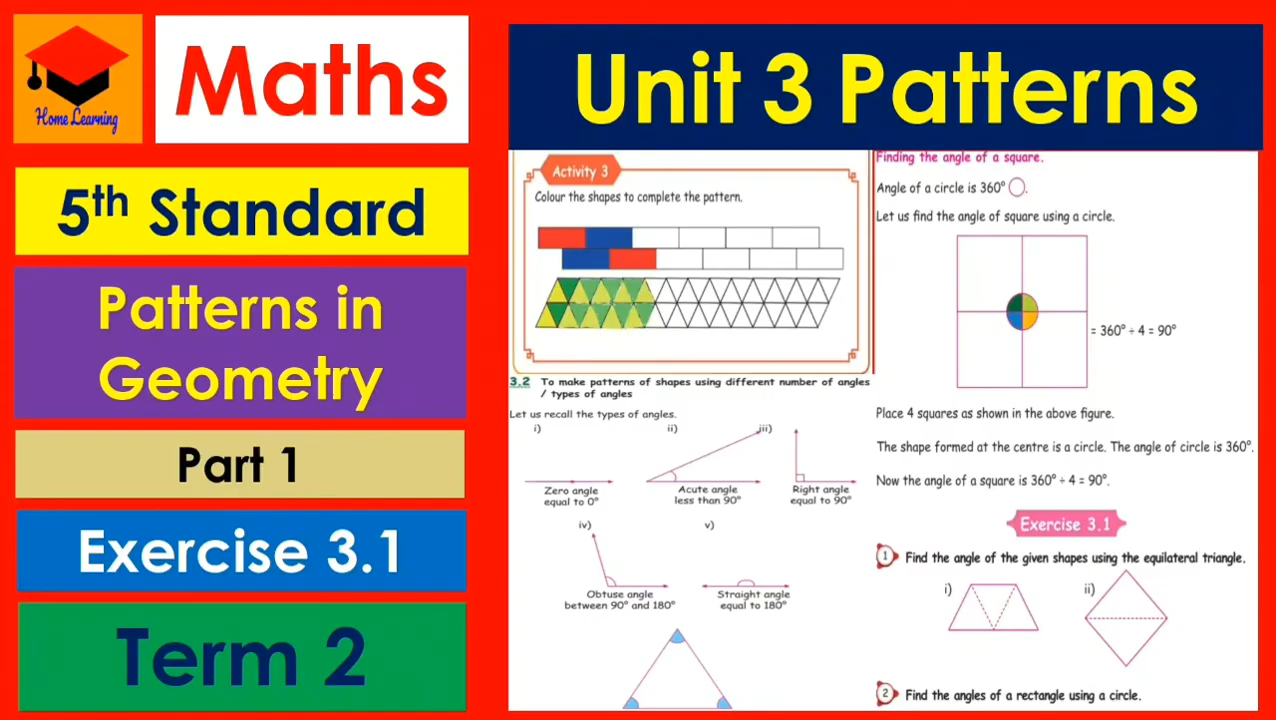 Home Learning
Maths
5th Standard
Patterns in
Geometry
Part 1
Exercise 3.1
Term 2
Unit 3 Patterns
Activity 3
Colour the shapes to complete the pattern.
3.2 To make patterns of shapes using different number of angles
/ types of angles
Let us recall the types of angles.
i)
ii)
iii)
Zero angle
equal to 0°
Acute angle
less than 90°
Right angle
equal to 90°
iv)
v)
Obtuse angle
between 90° and 180°
Straight angle
equal to 180°
Finding the angle of a square.
Angle of a circle is 360° .
Let us find the angle of square using a circle.
= 360° ÷ 4 = 90°
Place 4 squares as shown in the above figure.
The shape formed at the centre is a circle. The angle of circle is 360°.
Now the angle of a square is 360° ÷ 4 = 90°.
Exercise 3.1
1 Find the angle of the given shapes using the equilateral triangle.
i)
ii)
2 Find the angles of a rectangle using a circle.